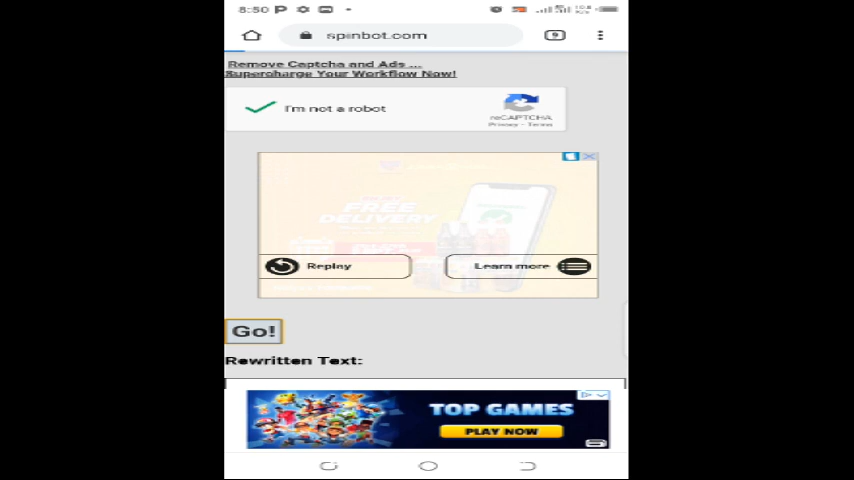 8:50
spinbot.com
9
Remove Captcha and Ads ...
Supercharge Your Workflow Now!
I'm not a robot
reCAPTCHA
Privacy - Terms
FREE
DELIVERY
Replay
Learn more
Go!
Rewritten Text:
TOP GAMES
PLAY NOW